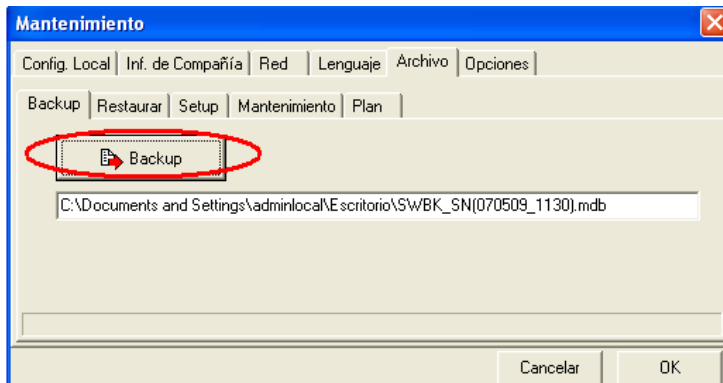 Mantenimiento
Config. Local Inf. de Compañía Red Lenguaje Archivo Opciones
Backup Restaurar Setup Mantenimiento Plan
Backup
C:\Documents and Settings\adminlocal\Escritorio\SWBK_SN(070509_1130).mdb
Cancelar OK